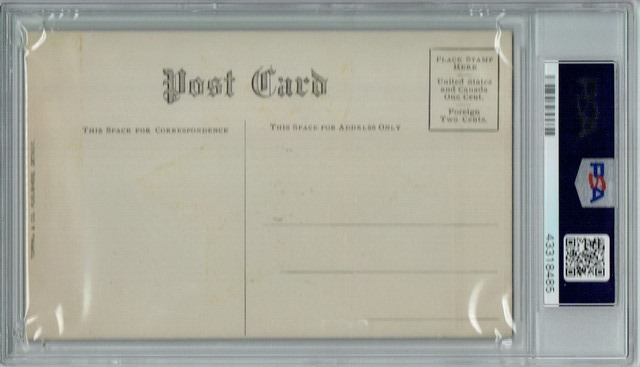 Post Card
PLACE STAMP
HERE
United States
and Canada
One Cent.
Foreign
Two Cents.
THIS SPACE FOR CORRESPONDENCE
THIS SPACE FOR ADDRESS ONLY
PSA
PSA
43318485